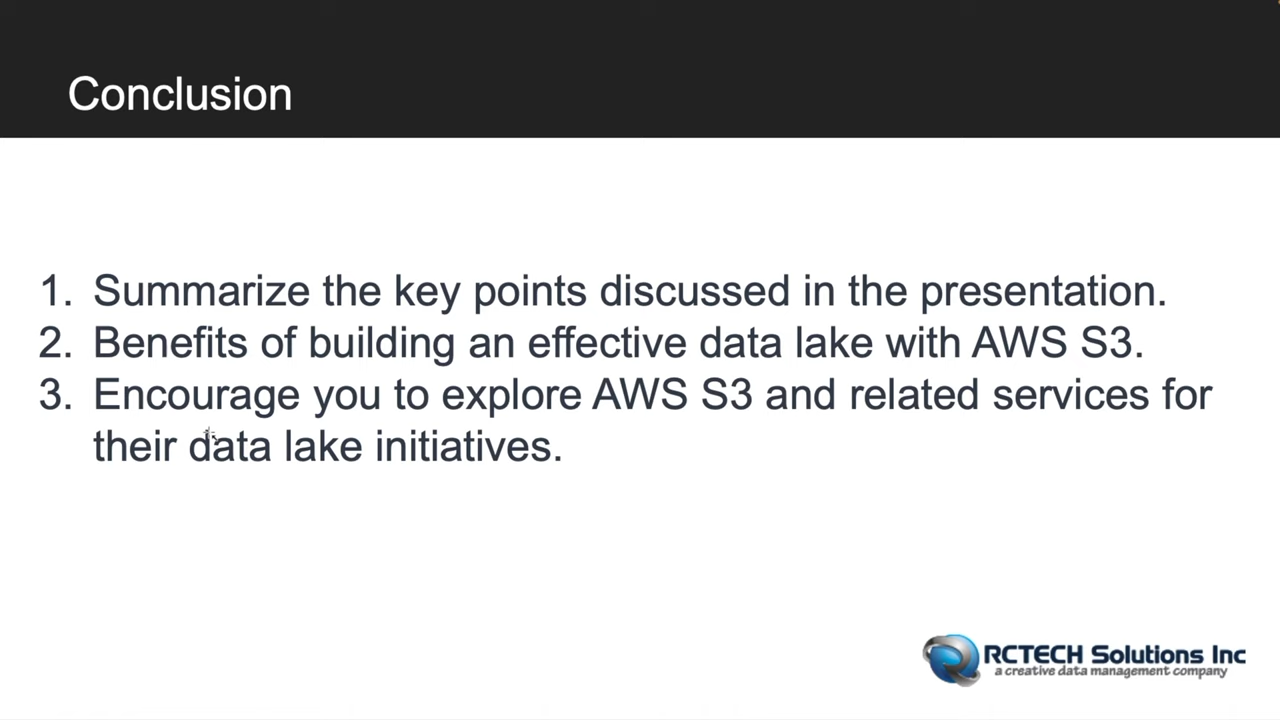 Conclusion
1. Summarize the key points discussed in the presentation.
2. Benefits of building an effective data lake with AWS S3.
3. Encourage you to explore AWS S3 and related services for
their data lake initiatives.
RCTECH Solutions Inc
a creative data management company